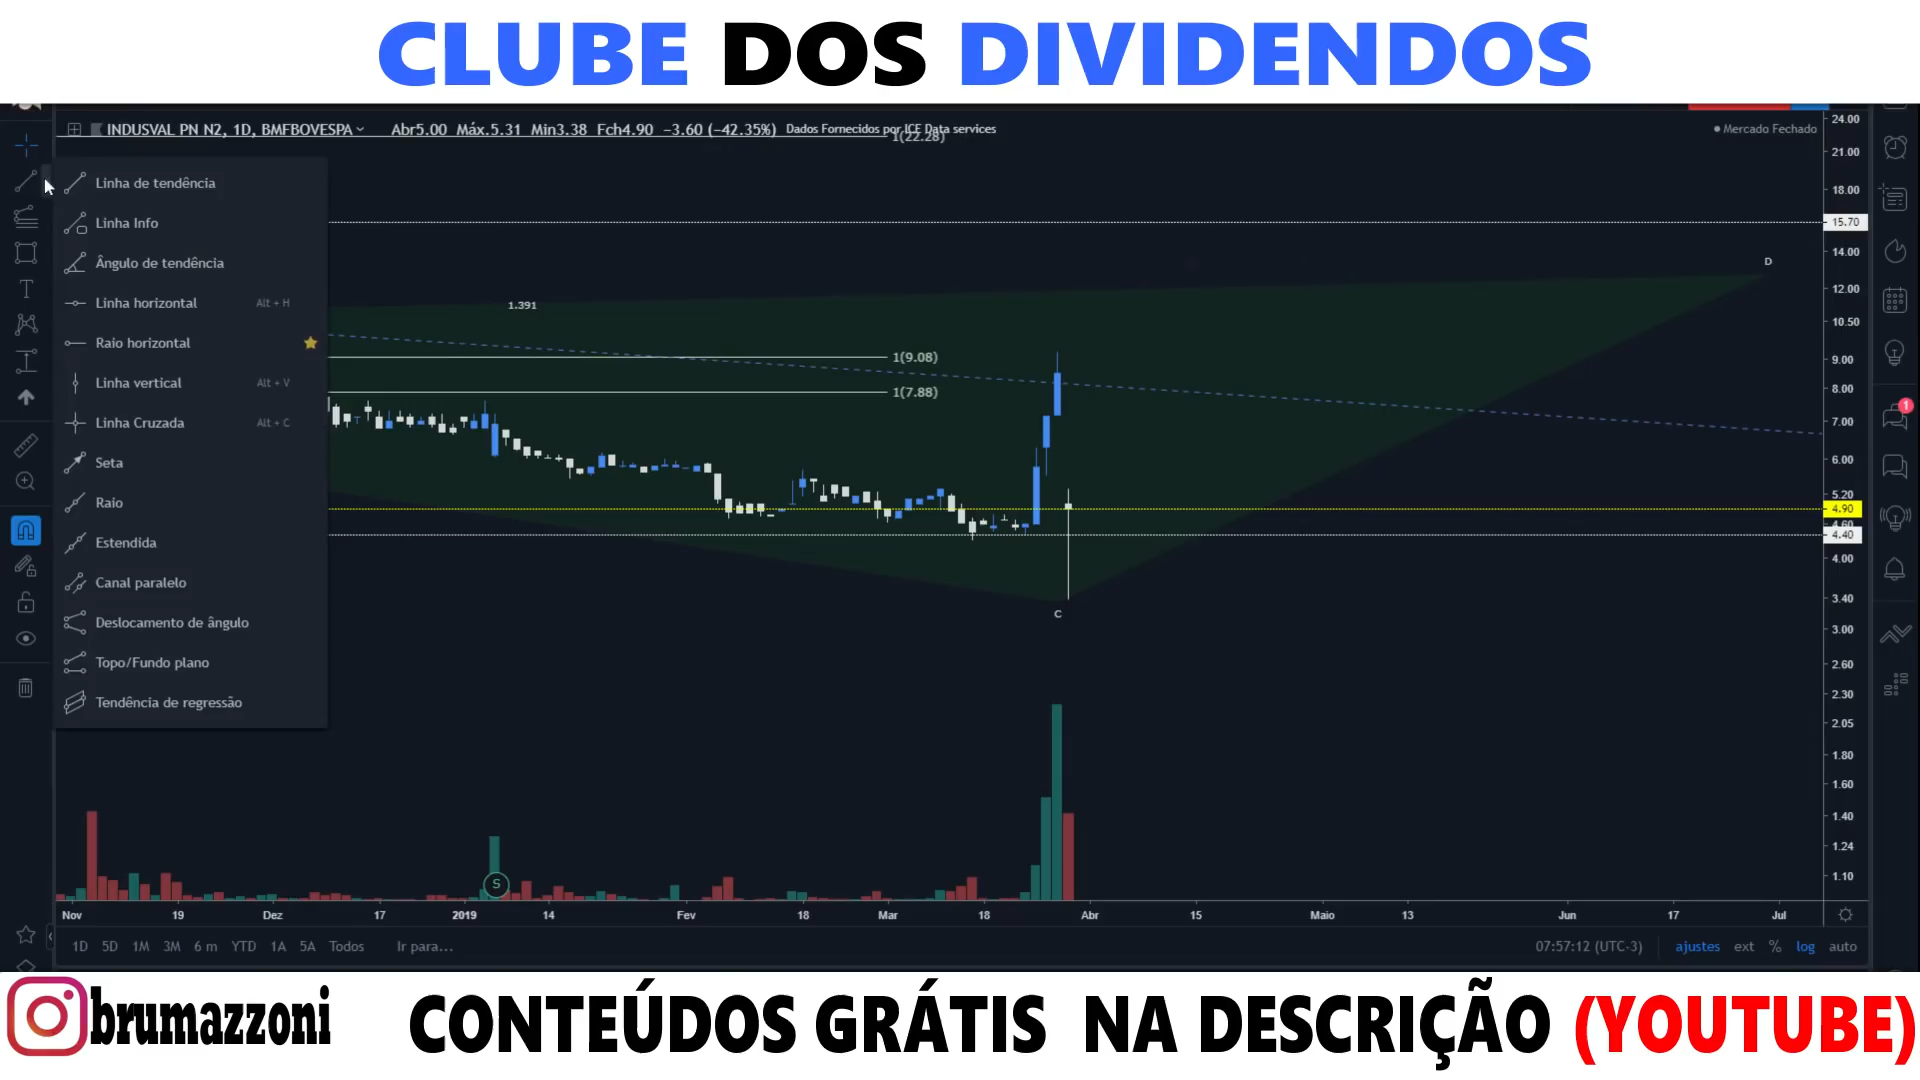 CLUBE DOS DIVIDENDOS
INDUSVAL PN N2, 1D, BMFBOVESPA Abr5.00 Máx.5.31 Min3.38 Fch4.90 −3.60 (−42.35%) Dados Fornecidos por ICE Data services
1(22.28)
Mercado Fechado
Linha de tendência
Linha Info
Ângulo de tendência
Linha horizontal Alt + H
Raio horizontal
Linha vertical Alt + V
Linha Cruzada Alt + C
Seta
Raio
Estendida
Canal paralelo
Deslocamento de ângulo
Topo/Fundo plano
Tendência de regressão
1.391
1(9.08)
1(7.88)
D
C
S
24.00
21.00
18.00
15.70
14.00
12.00
10.50
9.00
8.00
7.00
6.00
5.20
4.90
4.60
4.40
4.00
3.40
3.00
2.60
2.30
2.05
1.80
1.60
1.40
1.24
1.10
1
Nov 19 Dez 17 2019 14 Fev 18 Mar 18 Abr 15 Maio 13 Jun 17 Jul
1D 5D 1M 3M 6 m YTD 1A 5A Todos Ir para... 07:57:12 (UTC-3) ajustes ext % log auto
brumazzoni CONTEÚDOS GRÁTIS NA DESCRIÇÃO (YOUTUBE)